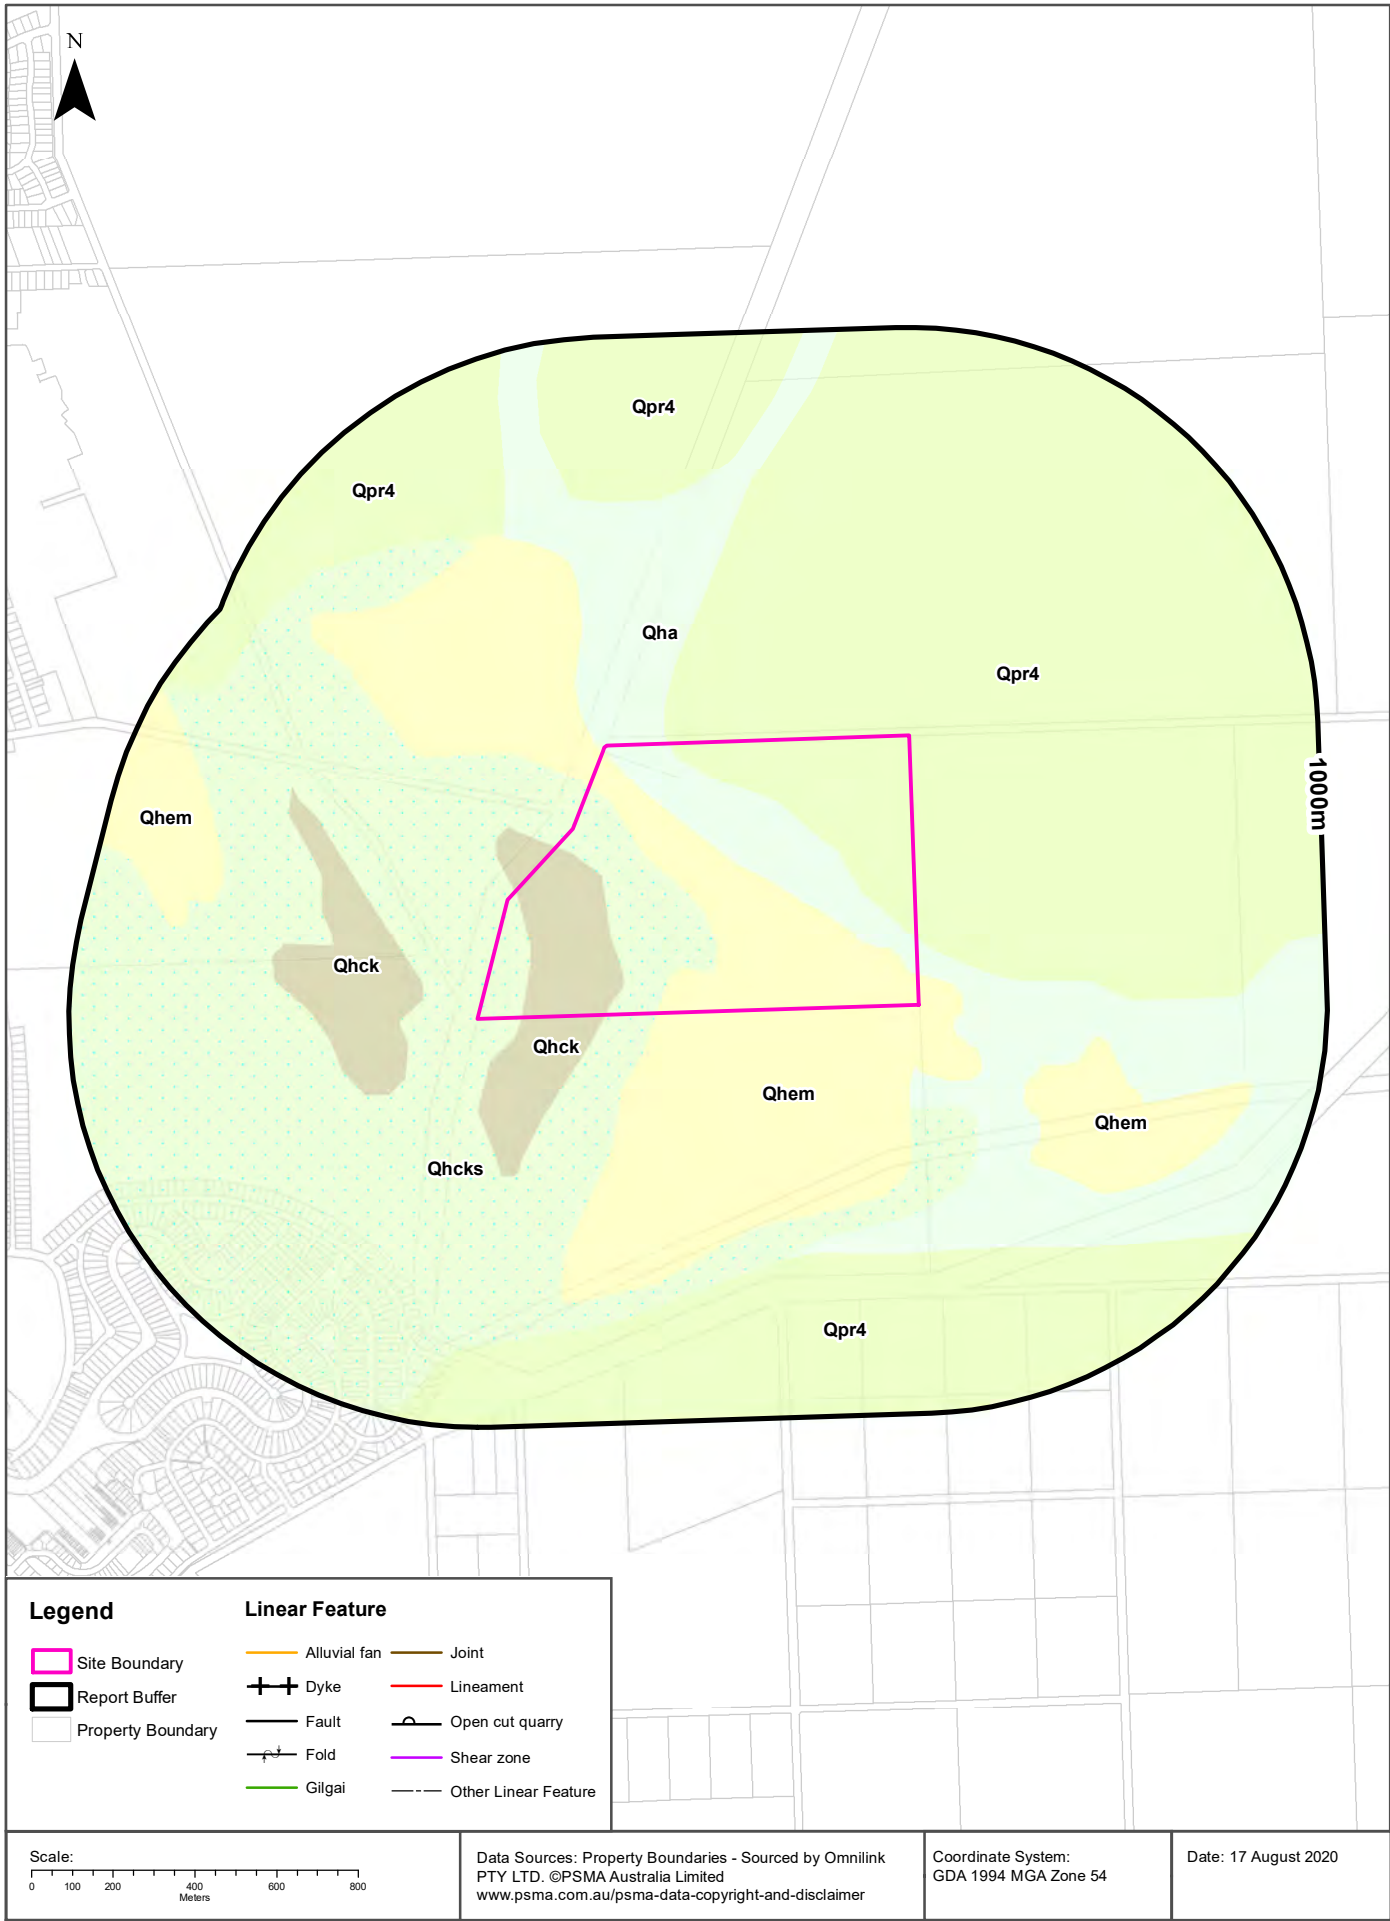 N
Qpr4
Qpr4
Qha
Qpr4
1000m
Qhem
Qhck
Qhck
Qhem
Qhem
Qhcks
Qpr4
Legend
Site Boundary
Report Buffer
Property Boundary
Linear Feature
Alluvial fan
Dyke
Fault
Fold
Gilgai
Joint
Lineament
Open cut quarry
Shear zone
Other Linear Feature
Scale:
0 100 200 400 600 800
Meters
Data Sources: Property Boundaries - Sourced by Omnilink
PTY LTD. ©PSMA Australia Limited
www.psma.com.au/psma-data-copyright-and-disclaimer
Coordinate System:
GDA 1994 MGA Zone 54
Date: 17 August 2020